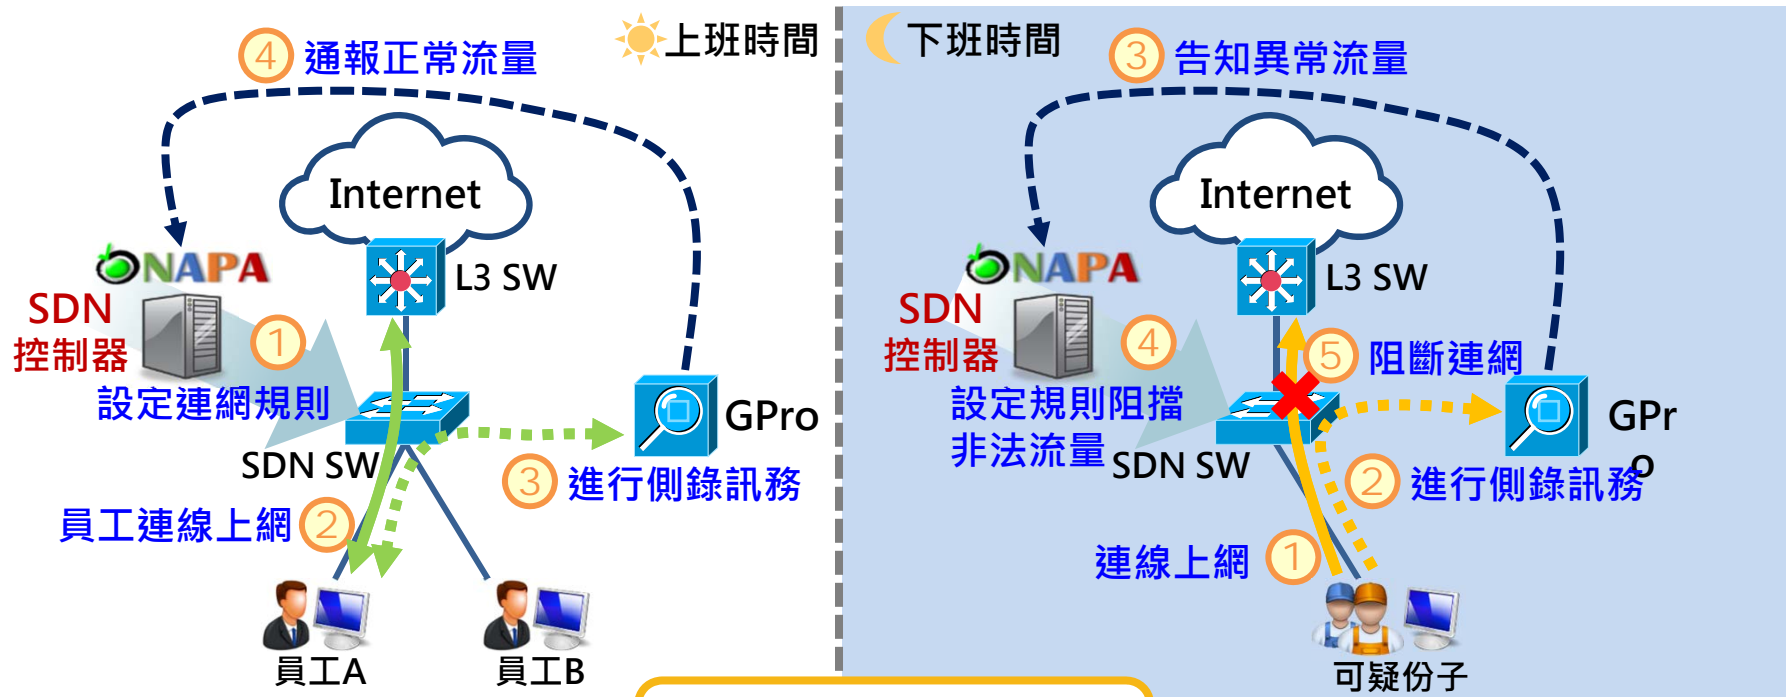 上班時間
④ 通報正常流量
Internet
L3 SW
ONAPA
SDN
控制器
①
設定連網規則
GPro
SDN SW
③ 進行側錄訊務
員工連線上網 ②
員工A
員工B
下班時間
③ 告知異常流量
Internet
L3 SW
ONAPA
SDN
控制器
④
⑤ 阻斷連網
設定規則阻擋
非法流量
GPr
o
SDN SW
② 進行側錄訊務
連線上網 ①
可疑份子